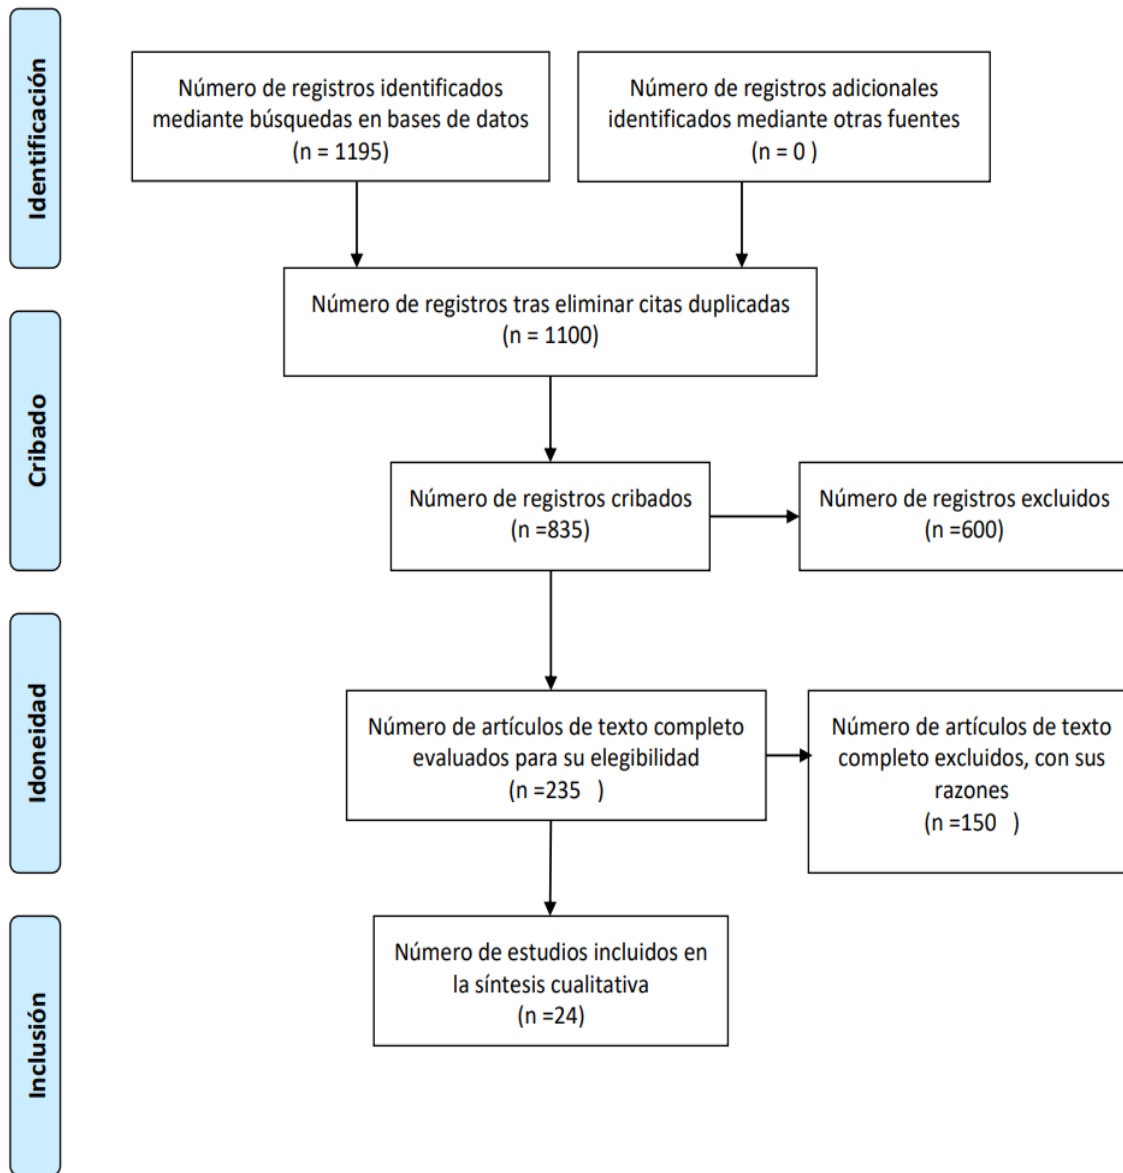 Identificación
Número de registros identificados
mediante búsquedas en bases de datos
(n = 1195)
Número de registros adicionales
identificados mediante otras fuentes
(n = 0 )
Número de registros tras eliminar citas duplicadas
(n = 1100)
Cribado
Número de registros cribados
(n =835)
Número de registros excluidos
(n =600)
Idoneidad
Número de artículos de texto completo
evaluados para su elegibilidad
(n =235 )
Número de artículos de texto
completo excluidos, con sus
razones
(n =150 )
Inclusión
Número de estudios incluidos en
la síntesis cualitativa
(n =24)